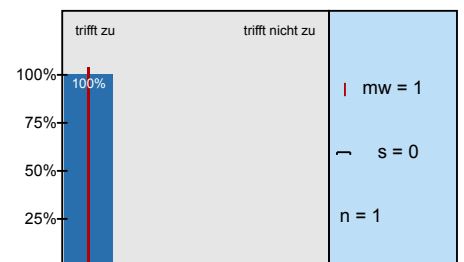 trifft zu trifft nicht zu
100%
100%
mw = 1
75%
s = 0
50%
25%
n = 1